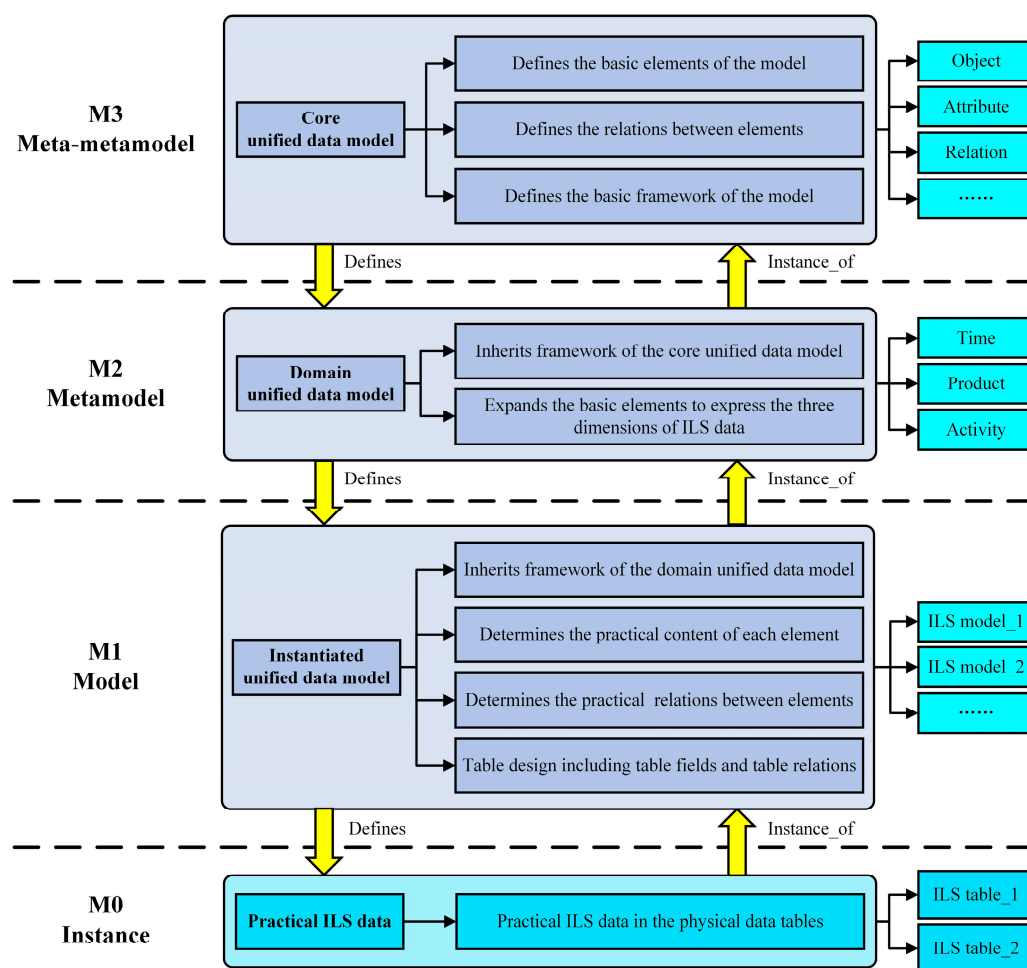 M3
Meta-metamodel
Core
unified data model
Defines the basic elements of the model
Defines the relations between elements
Defines the basic framework of the model
Object
Attribute
Relation
……
Defines
Instance_of
M2
Metamodel
Domain
unified data model
Inherits framework of the core unified data model
Expands the basic elements to express the three
dimensions of ILS data
Time
Product
Activity
Defines
Instance_of
M1
Model
Instantiated
unified data model
Inherits framework of the domain unified data model
Determines the practical content of each element
Determines the practical relations between elements
Table design including table fields and table relations
ILS model_1
ILS model_2
……
Defines
Instance_of
M0
Instance
Practical ILS data
Practical ILS data in the physical data tables
ILS table_1
ILS table_2